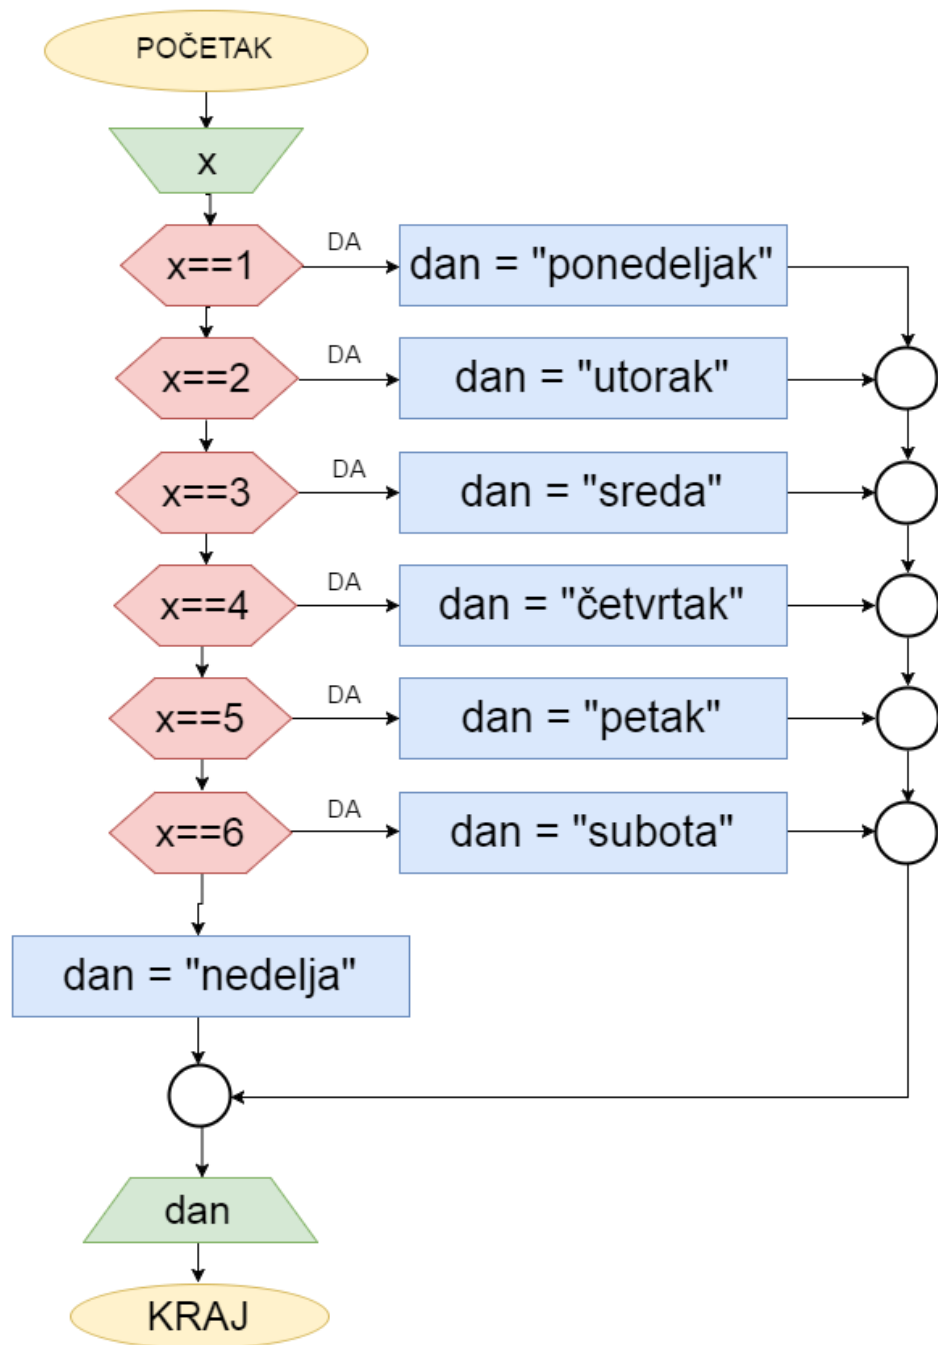 POČETAK
x
x==1
DA
dan = "ponedeljak"
x==2
DA
dan = "utorak"
x==3
DA
dan = "sreda"
x==4
DA
dan = "četvrtak"
x==5
DA
dan = "petak"
x==6
DA
dan = "subota"
dan = "nedelja"
dan
KRAJ